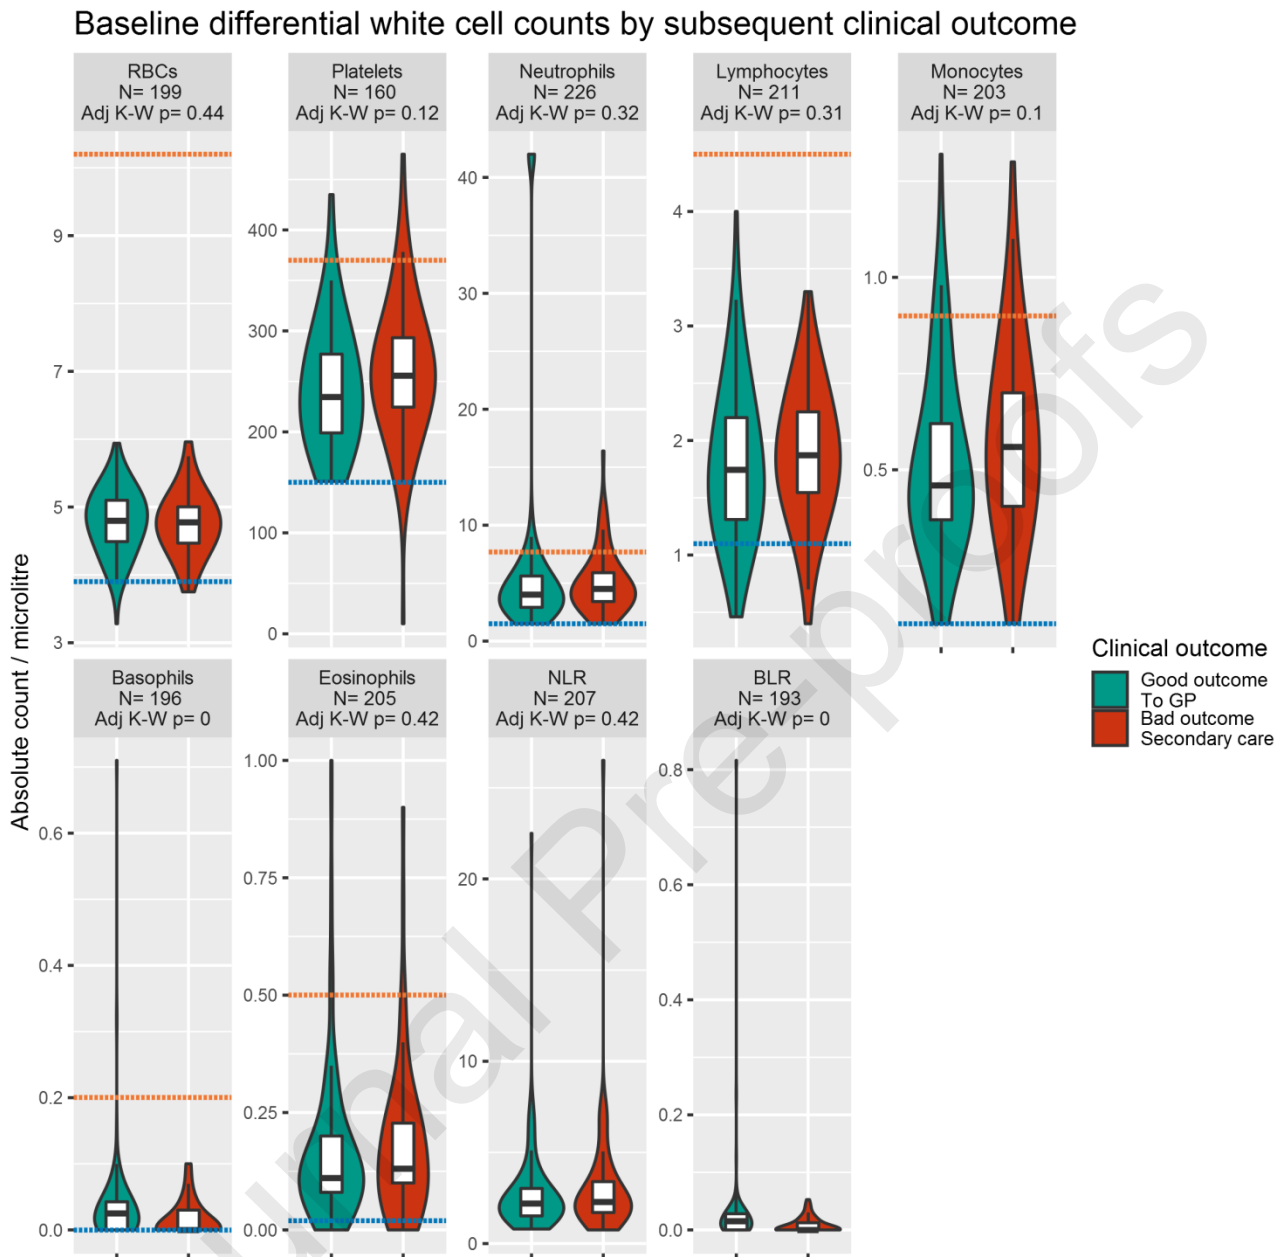 Baseline differential white cell counts by subsequent clinical outcome
RBCs
N= 199
Adj K-W p= 0.44
Platelets
N= 160
Adj K-W p= 0.12
Neutrophils
N= 226
Adj K-W p= 0.32
Lymphocytes
N= 211
Adj K-W p= 0.31
Monocytes
N= 203
Adj K-W p= 0.1
9
7
5
3
400
300
200
100
0
40
30
20
10
0
4
3
2
1
1.0
0.5
Absolute count / microlitre
Basophils
N= 196
Adj K-W p= 0
Eosinophils
N= 205
Adj K-W p= 0.42
NLR
N= 207
Adj K-W p= 0.42
BLR
N= 193
Adj K-W p= 0
0.6
0.4
0.2
0.0
1.00
0.75
0.50
0.25
0.00
20
10
0
0.8
0.6
0.4
0.2
0.0
Clinical outcome
Good outcome
To GP
Bad outcome
Secondary care
urnal Pre-proofs